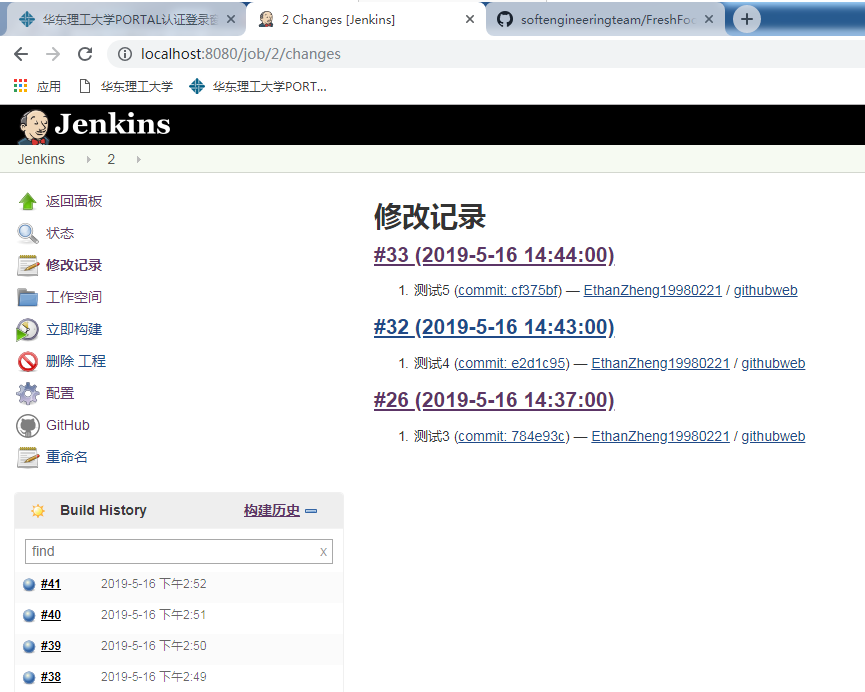 华东理工大学PORTAL认证登录
2 Changes [Jenkins]
softengineeringteam/FreshFoo
localhost:8080/job/2/changes
应用
华东理工大学
华东理工大学PORT...
Jenkins
Jenkins
2
返回面板
状态
修改记录
工作空间
立即构建
删除 工程
配置
GitHub
重命名
修改记录
#33 (2019-5-16 14:44:00)
1. 测试5 (commit: cf375bf) — EthanZheng19980221 / githubweb
#32 (2019-5-16 14:43:00)
1. 测试4 (commit: e2d1c95) — EthanZheng19980221 / githubweb
#26 (2019-5-16 14:37:00)
1. 测试3 (commit: 784e93c) — EthanZheng19980221 / githubweb
Build History 构建历史
find x
#41 2019-5-16 下午2:52
#40 2019-5-16 下午2:51
#39 2019-5-16 下午2:50
#38 2019-5-16 下午2:49